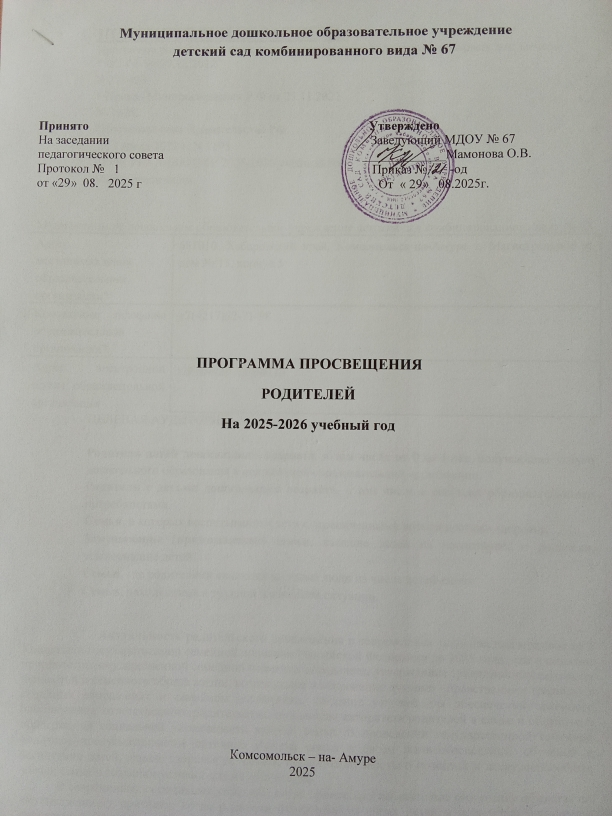 Муниципальное дошкольное образовательное учреждение
детский сад комбинированного вида № 67
Принято
На заседании
педагогического совета
Протокол № 1
от «29» 08. 2025 г
Утверждено
Заведующий МДОУ № 67
Мамонова О.В.
Приказ № -од
От « 29» 08.2025г.
ПРОГРАММА ПРОСВЕЩЕНИЯ
РОДИТЕЛЕЙ
На 2025-2026 учебный год
Комсомольск – на- Амуре
2025